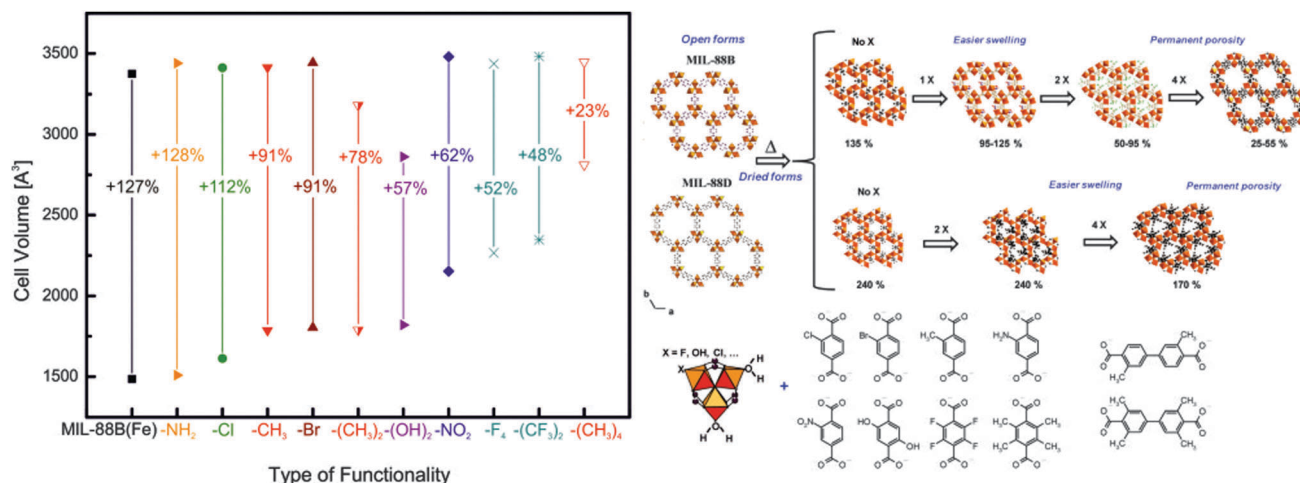 Cell Volume [A³]
3500
3000
2500
2000
1500
+127%
+128%
+112%
+91%
+91%
+78%
+57%
+62%
+52%
+48%
+23%
MIL-88B(Fe)
-NH₂
-Cl
-CH₃
-Br
-(CH₃)₂
-(OH)₂
-NO₂
-F₄
-(CF₃)₂
-(CH₃)₄
Type of Functionality
Open forms
MIL-88B
MIL-88D
Dried forms
Δ
No X
Easier swelling
Permanent porosity
1 X
2 X
4 X
135 %
95-125 %
50-95 %
25-55 %
No X
Easier swelling
Permanent porosity
2 X
4 X
240 %
240 %
170 %
b
a
X = F, OH, Cl, ...
X
O
H
H
O
H
H
+
O O⁻
Cl
O O⁻
O O⁻
Br
O O⁻
O O⁻
H₃C
O O⁻
O O⁻
H₂N
O O⁻
O
⁻O
CH₃
CH₃
O⁻
O
O O⁻
O₂N
O O⁻
O O⁻
HO
OH
O O⁻
O O⁻
F F
F F
O O⁻
O O⁻
H₃C CH₃
H₃C CH₃
O O⁻
O
⁻O
CH₃
CH₃
CH₃
CH₃
O⁻
O